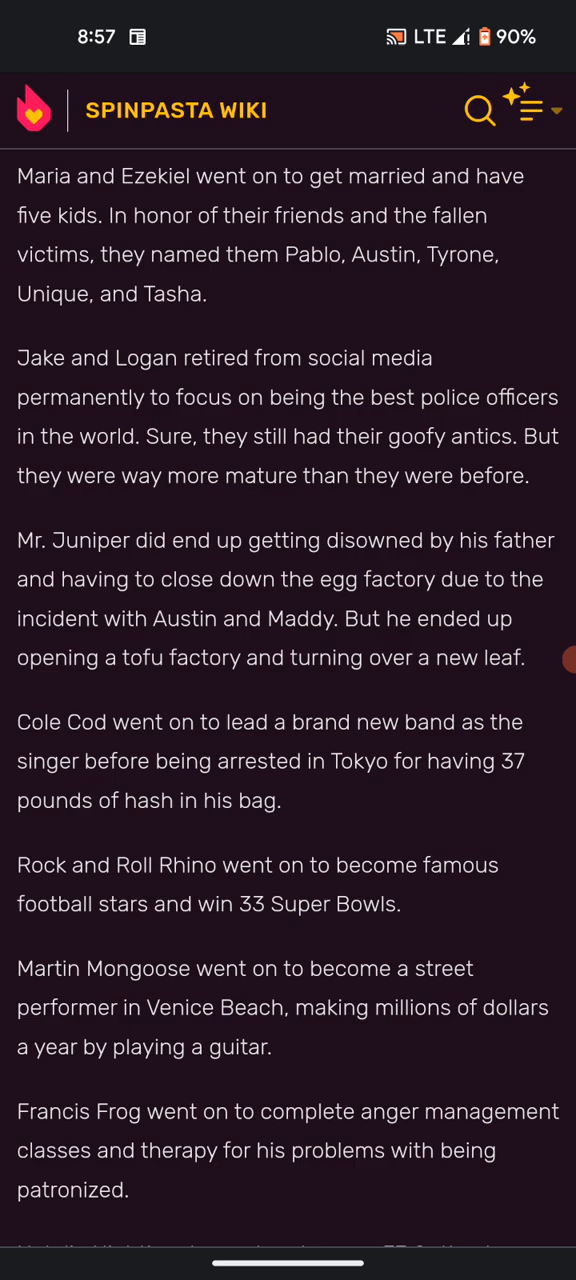 8:57
LTE
90%
SPINPASTA WIKI
Maria and Ezekiel went on to get married and have
five kids. In honor of their friends and the fallen
victims, they named them Pablo, Austin, Tyrone,
Unique, and Tasha.
Jake and Logan retired from social media
permanently to focus on being the best police officers
in the world. Sure, they still had their goofy antics. But
they were way more mature than they were before.
Mr. Juniper did end up getting disowned by his father
and having to close down the egg factory due to the
incident with Austin and Maddy. But he ended up
opening a tofu factory and turning over a new leaf.
Cole Cod went on to lead a brand new band as the
singer before being arrested in Tokyo for having 37
pounds of hash in his bag.
Rock and Roll Rhino went on to become famous
football stars and win 33 Super Bowls.
Martin Mongoose went on to become a street
performer in Venice Beach, making millions of dollars
a year by playing a guitar.
Francis Frog went on to complete anger management
classes and therapy for his problems with being
patronized.